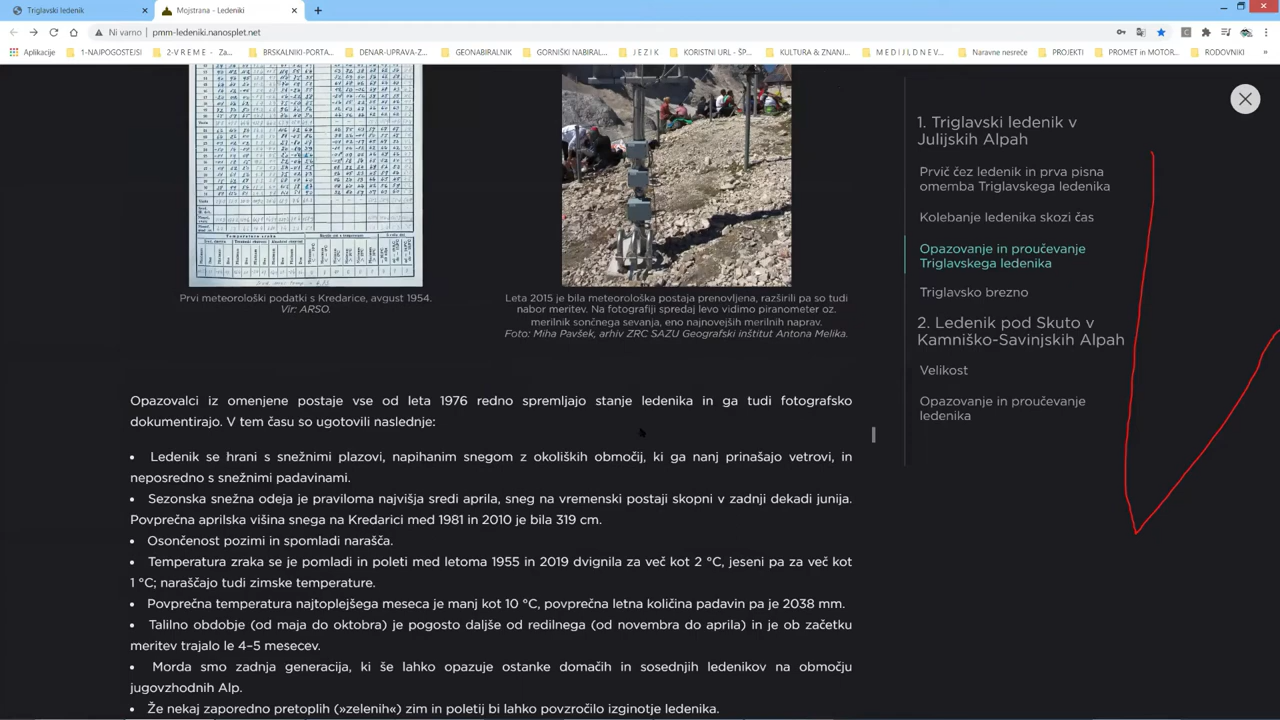 Triglavski ledenik
Mojstrana - Ledeniki
Ni varno | pmm-ledeniki.nanosplet.net
Aplikacije 1-NAJPOGOSTEJSI 2-V R E M E - Za... BRSKALNIKI-PORTA... DENAR-UPRAVA-Z... GEONABIRALNIK GORNIŠKI NABIRAL... J E Z I K KORISTNI URL - SP... KULTURA & ZNANJ... M E D I J I, D N E V... Naravne nesreče PROJEKTI PROMET in MOTOR... RODOVNIKI
Prvi meteorološki podatki s Kredarice, avgust 1954.
Vir: ARSO.
Leta 2015 je bila meteorološka postaja prenovljena, razširili pa so tudi
nabor meritev. Na fotografiji spredaj levo vidimo piranometer oz.
merilnik sončnega sevanja, eno najnovejših merilnih naprav.
Foto: Miha Pavšek, arhiv ZRC SAZU Geografski inštitut Antona Melika.
Opazovalci iz omenjene postaje vse od leta 1976 redno spremljajo stanje ledenika in ga tudi fotografsko
dokumentirajo. V tem času so ugotovili naslednje:
• Ledenik se hrani s snežnimi plazovi, napihanim snegom z okoliških območij, ki ga nanj prinašajo vetrovi, in
neposredno s snežnimi padavinami.
• Sezonska snežna odeja je praviloma najvišja sredi aprila, sneg na vremenski postaji skopni v zadnji dekadi junija.
Povprečna aprilska višina snega na Kredarici med 1981 in 2010 je bila 319 cm.
• Osončenost pozimi in spomladi narašča.
• Temperatura zraka se je pomladi in poleti med letoma 1955 in 2019 dvignila za več kot 2 °C, jeseni pa za več kot
1 °C; naraščajo tudi zimske temperature.
• Povprečna temperatura najtoplejšega meseca je manj kot 10 °C, povprečna letna količina padavin pa je 2038 mm.
• Talilno obdobje (od maja do oktobra) je pogosto daljše od redilnega (od novembra do aprila) in je ob začetku
meritev trajalo le 4–5 mesecev.
• Morda smo zadnja generacija, ki še lahko opazuje ostanke domačih in sosednjih ledenikov na območju
jugovzhodnih Alp.
• Že nekaj zaporedno pretoplih (»zelenih«) zim in poletij bi lahko povzročilo izginotje ledenika.
1. Triglavski ledenik v
Julijskih Alpah
Prvič čez ledenik in prva pisna
omemba Triglavskega ledenika
Kolebanje ledenika skozi čas
Opazovanje in proučevanje
Triglavskega ledenika
Triglavsko brezno
2. Ledenik pod Skuto v
Kamniško-Savinjskih Alpah
Velikost
Opazovanje in proučevanje
ledenika